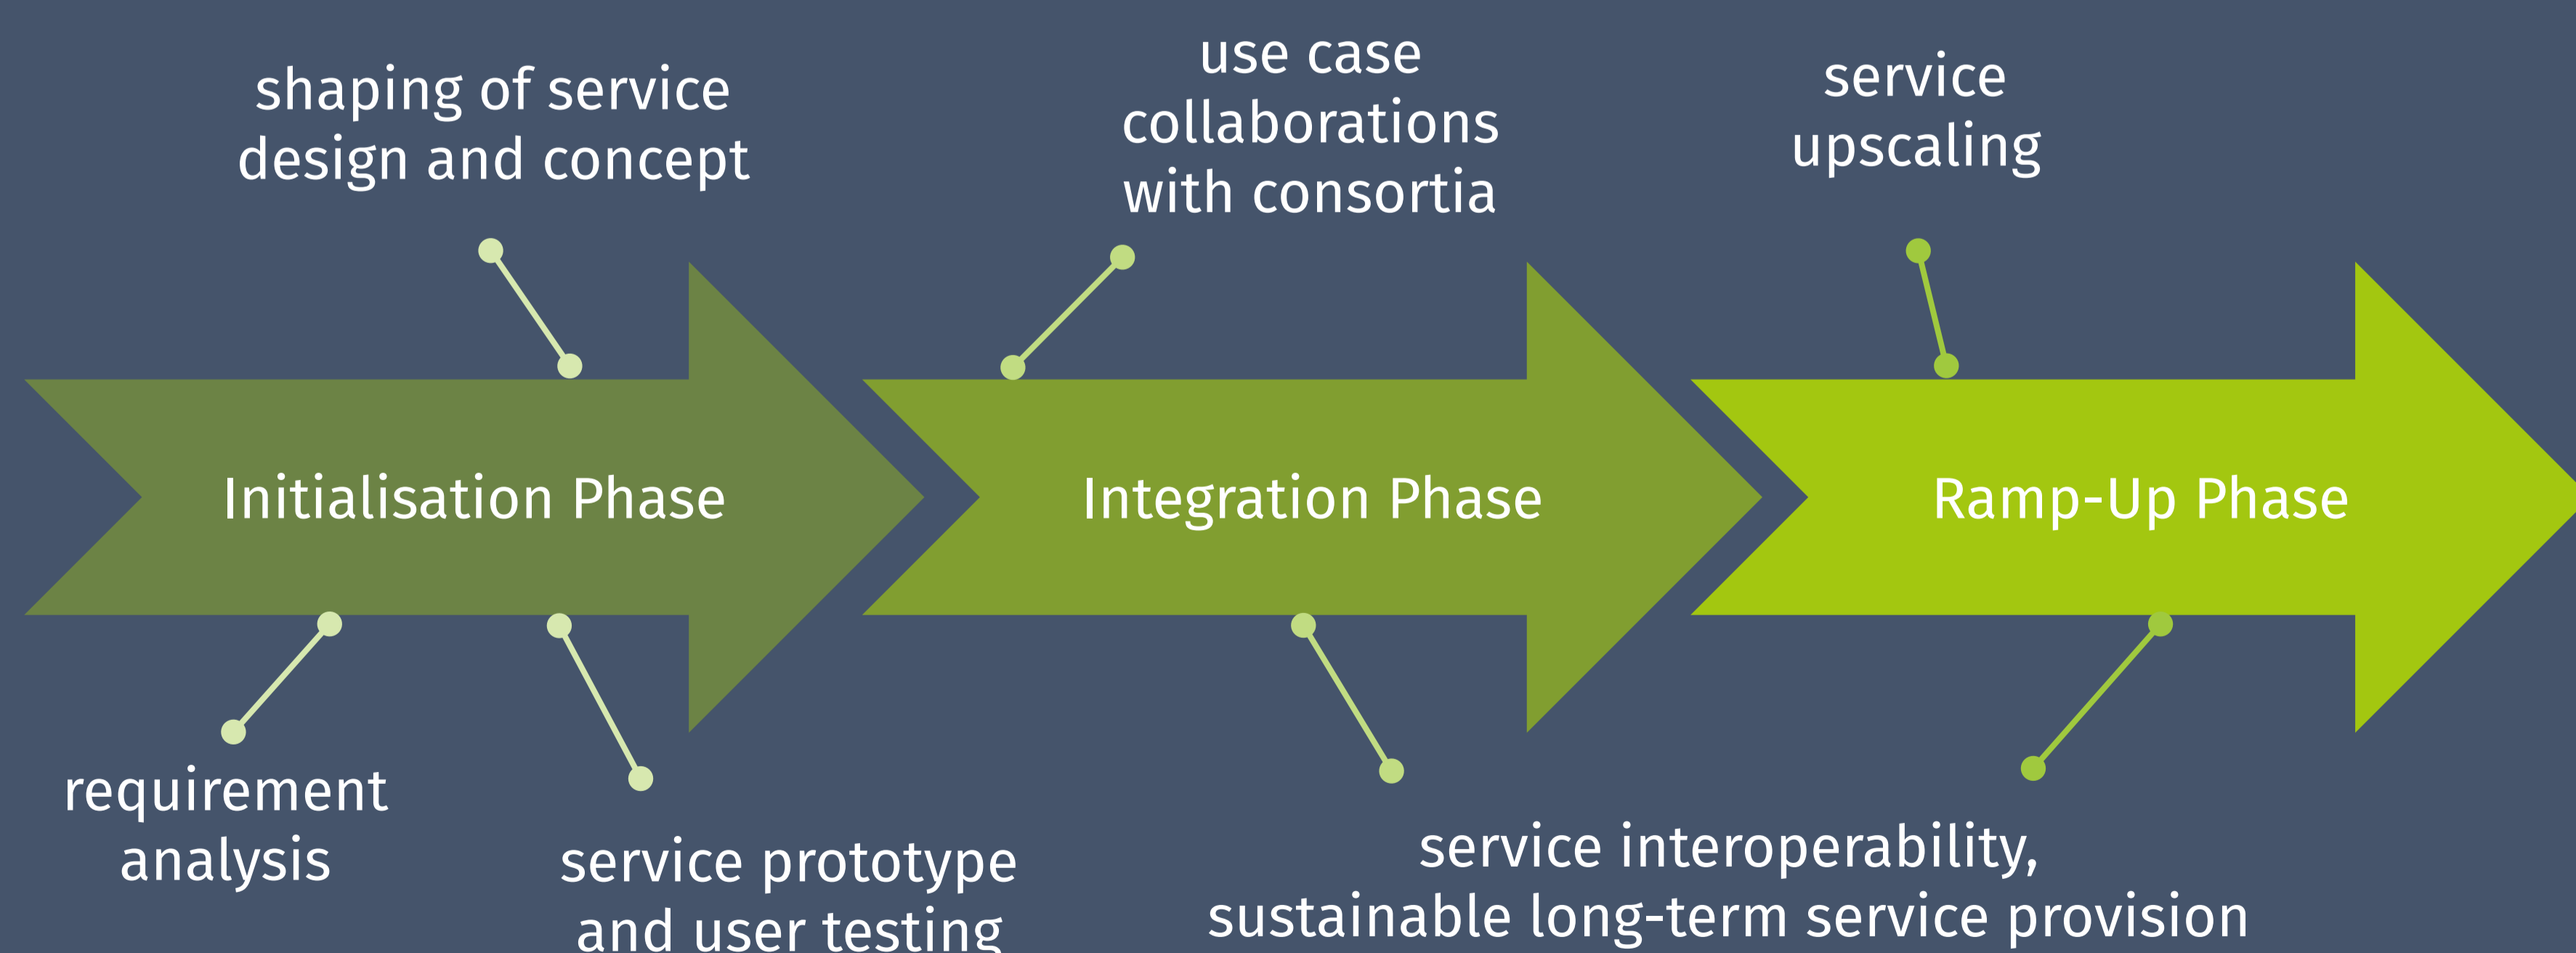 shaping of service
design and concept
use case
collaborations
with consortia
service
upscaling
Initialisation Phase
Integration Phase
Ramp-Up Phase
requirement
analysis
service prototype
and user testing
service interoperability,
sustainable long-term service provision